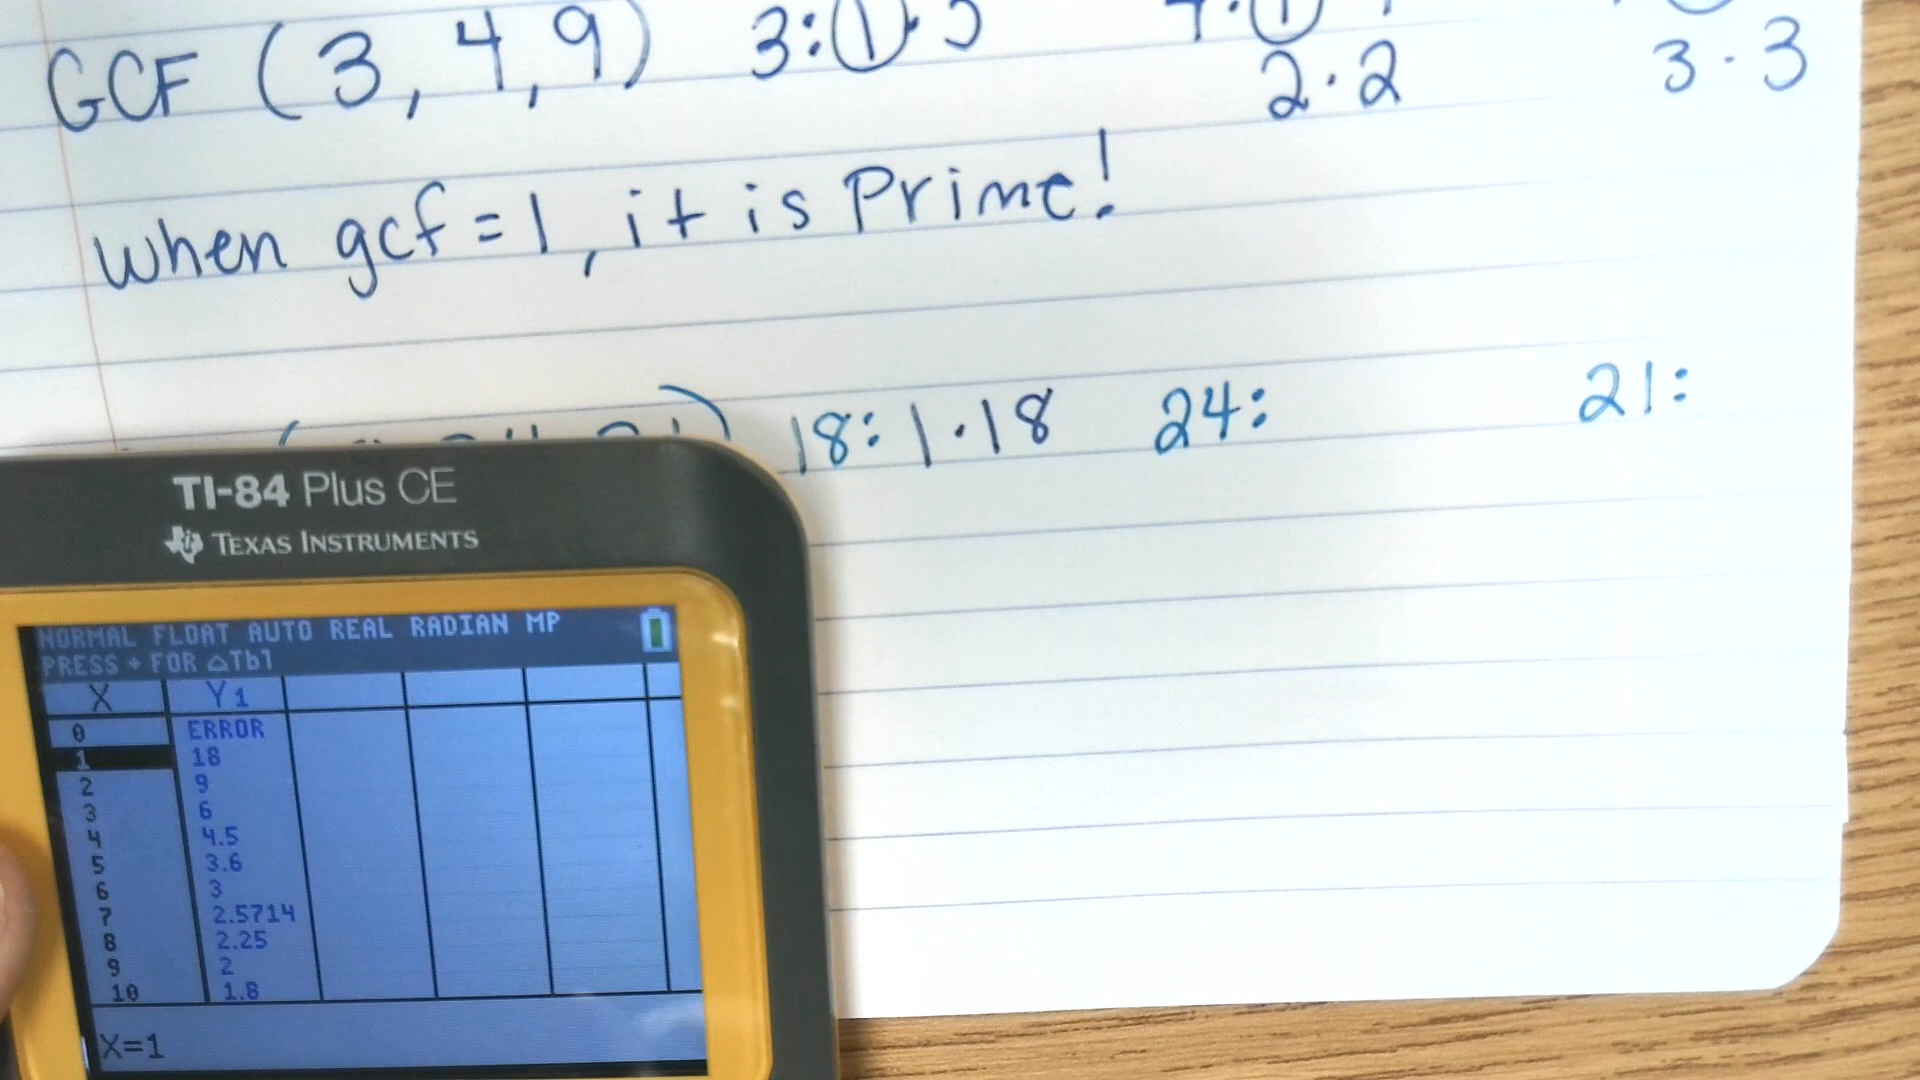 GCF (3, 4, 9) 3: 1 · 3
2 · 2 3 · 3
When gcf = 1, it is Prime!
18: 1 · 18 24: 21:
TI-84 Plus CE
TEXAS INSTRUMENTS
NORMAL FLOAT AUTO REAL RADIAN MP
PRESS + FOR △Tbl
X Y1
0 ERROR
1 18
2 9
3 6
4 4.5
5 3.6
6 3
7 2.5714
8 2.25
9 2
10 1.8
X=1